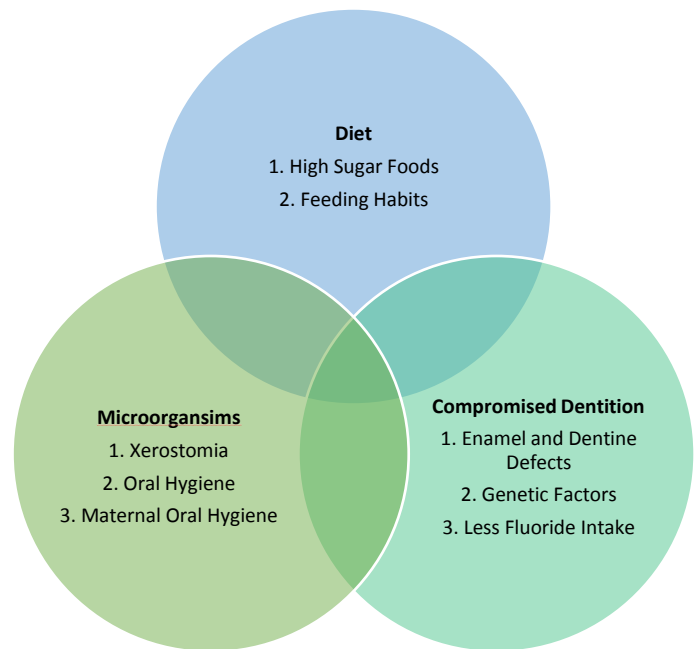 Diet
1. High Sugar Foods
2. Feeding Habits
Microorgansims
1. Xerostomia
2. Oral Hygiene
3. Maternal Oral Hygiene
Compromised Dentition
1. Enamel and Dentine
Defects
2. Genetic Factors
3. Less Fluoride Intake